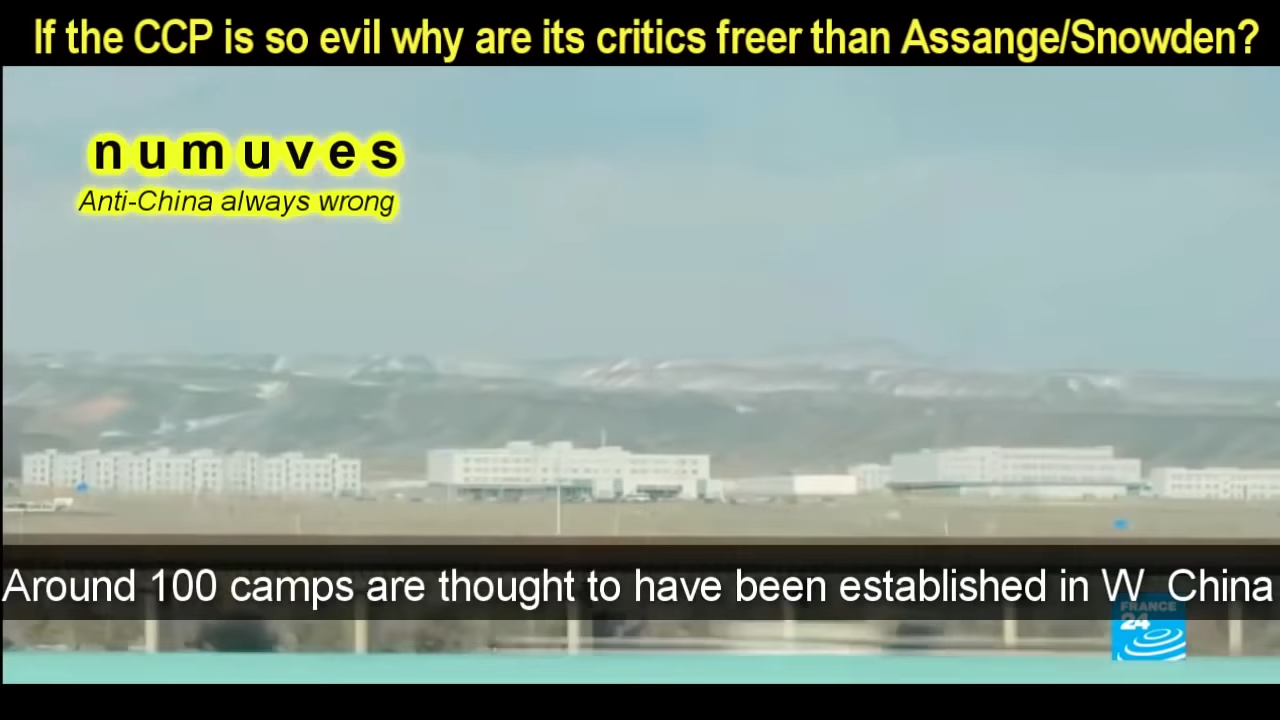 If the CCP is so evil why are its critics freer than Assange/Snowden?
numuves
Anti-China always wrong
Around 100 camps are thought to have been established in W China
FRANCE
24